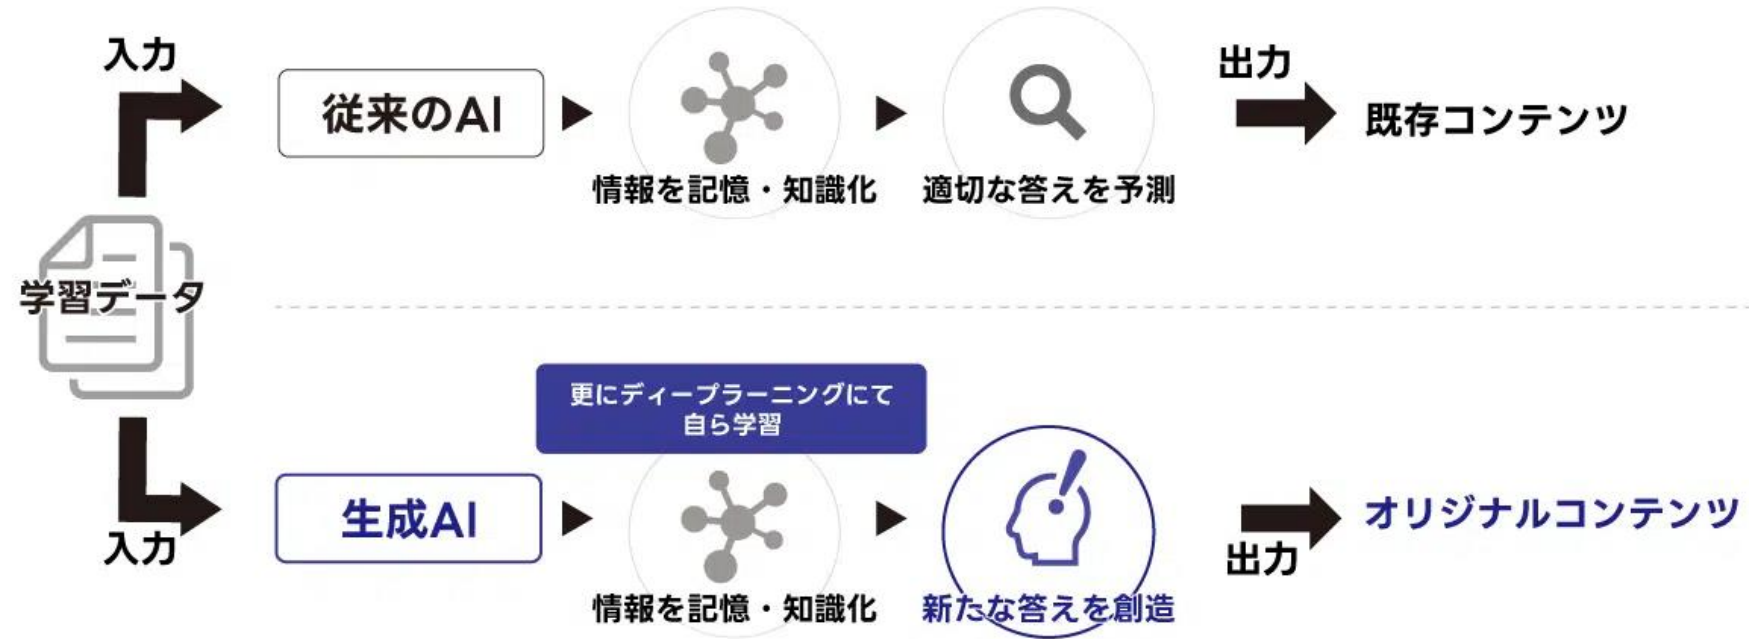 入力
従来のAI
情報を記憶・知識化
適切な答えを予測
出力
既存コンテンツ
学習データ
更にディープラーニングにて
自ら学習
入力
生成AI
情報を記憶・知識化
新たな答えを創造
出力
オリジナルコンテンツ